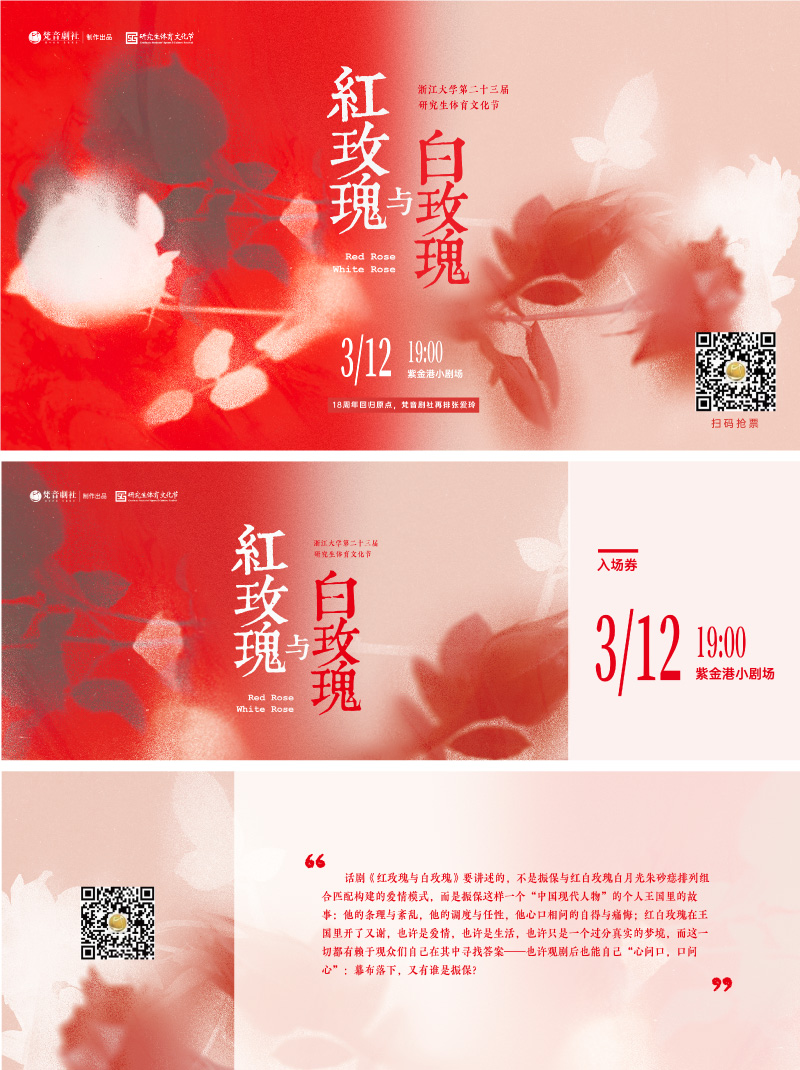 梵音劇社 制作出品 研究生体育文化节
浙江大学第二十三届
研究生体育文化节
紅玫瑰
与
白玫瑰
Red Rose
White Rose
3/12 19:00
紫金港小剧场
18周年回归原点，梵音剧社再排张爱玲
扫码抢票
梵音劇社 制作出品 研究生体育文化节
浙江大学第二十三届
研究生体育文化节
紅玫瑰
与
白玫瑰
Red Rose
White Rose
入场券
3/12 19:00
紫金港小剧场
“
话剧《红玫瑰与白玫瑰》要讲述的，不是振保与红白玫瑰白月光朱砂痣排列组
合匹配构建的爱情模式，而是振保这样一个“中国现代人物”的个人王国里的故
事：他的条理与紊乱，他的调度与任性，他心口相问的自得与痛悔；红白玫瑰在王
国里开了又谢，也许是爱情，也许是生活，也许只是一个过分真实的梦境，而这一
切都有赖于观众们自己在其中寻找答案——也许观剧后也能自己“心问口，口问
心”：幕布落下，又有谁是振保?
”